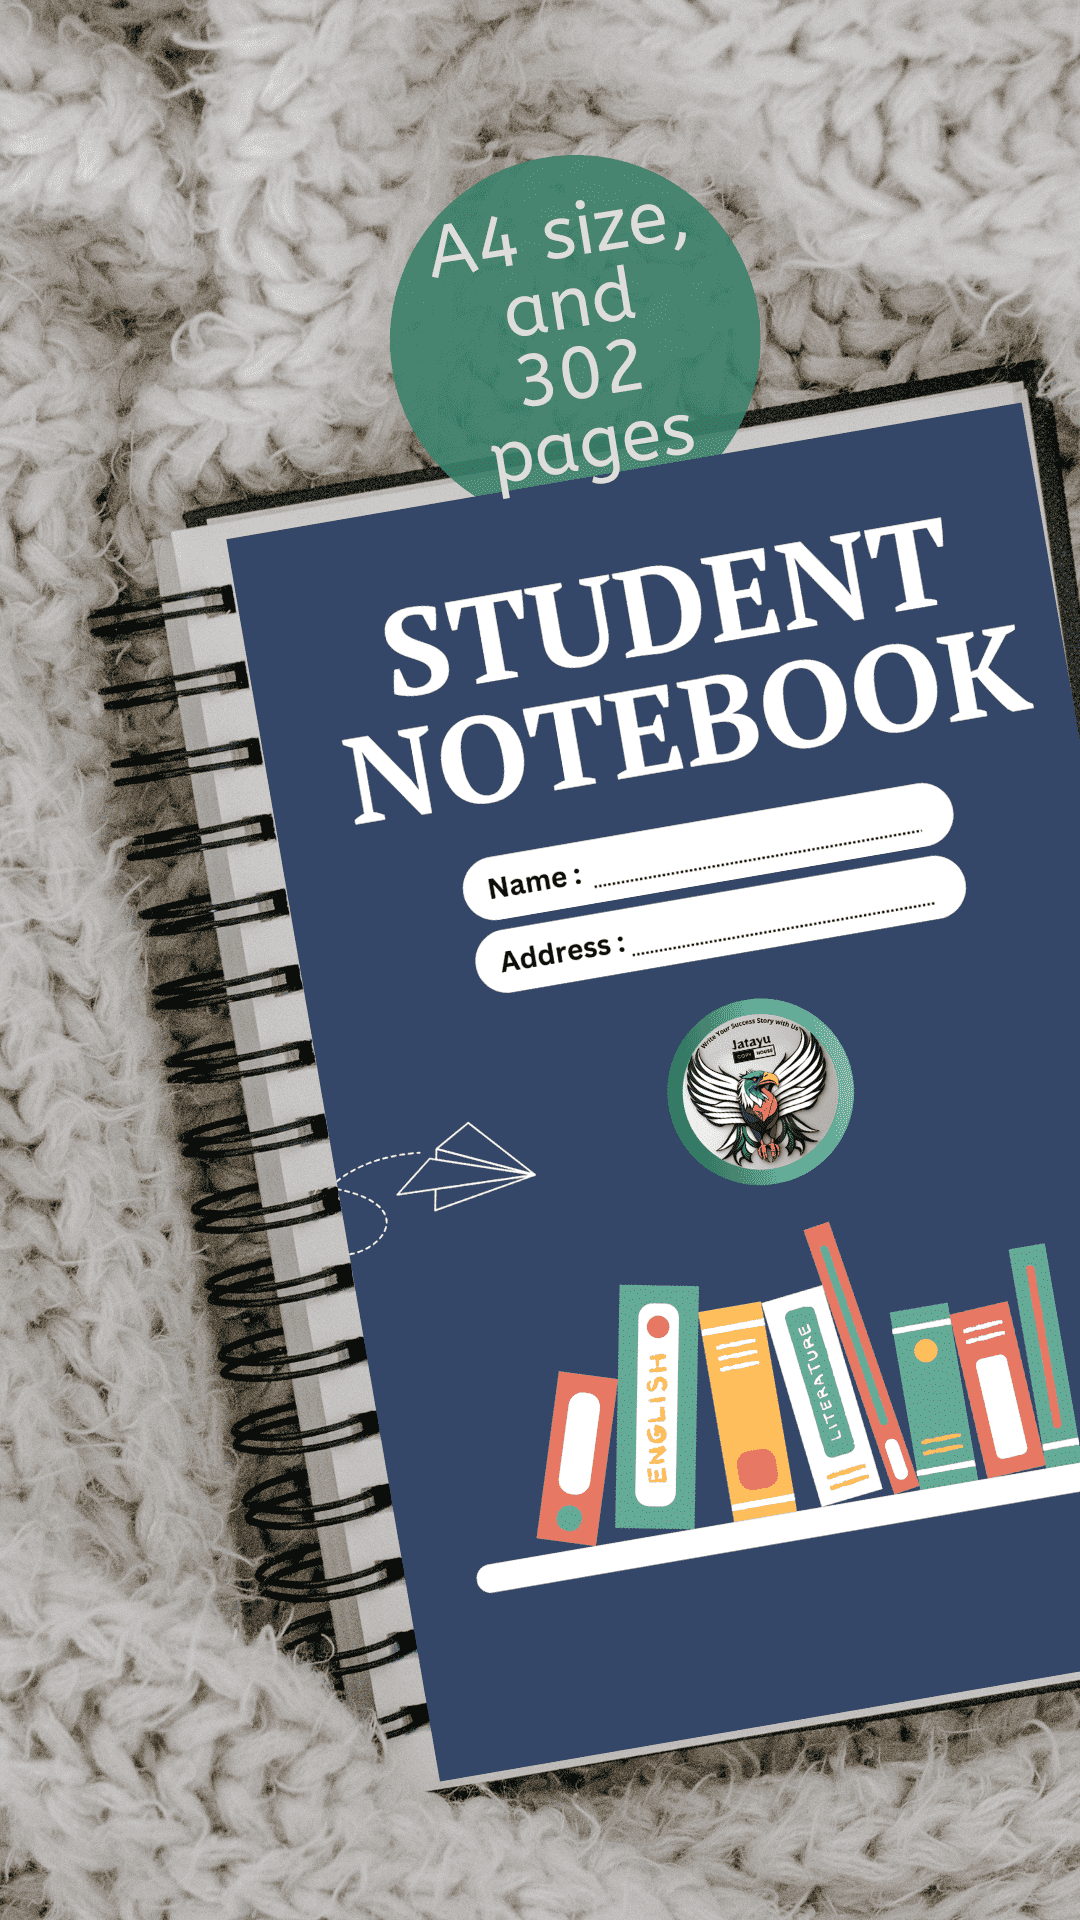 A4 size,
and
302
pages
STUDENT
NOTEBOOK
Name :
Address :
Write Your Success Story with Us
Jatayu
COPY HOUSE
ENGLISH
LITERATURE